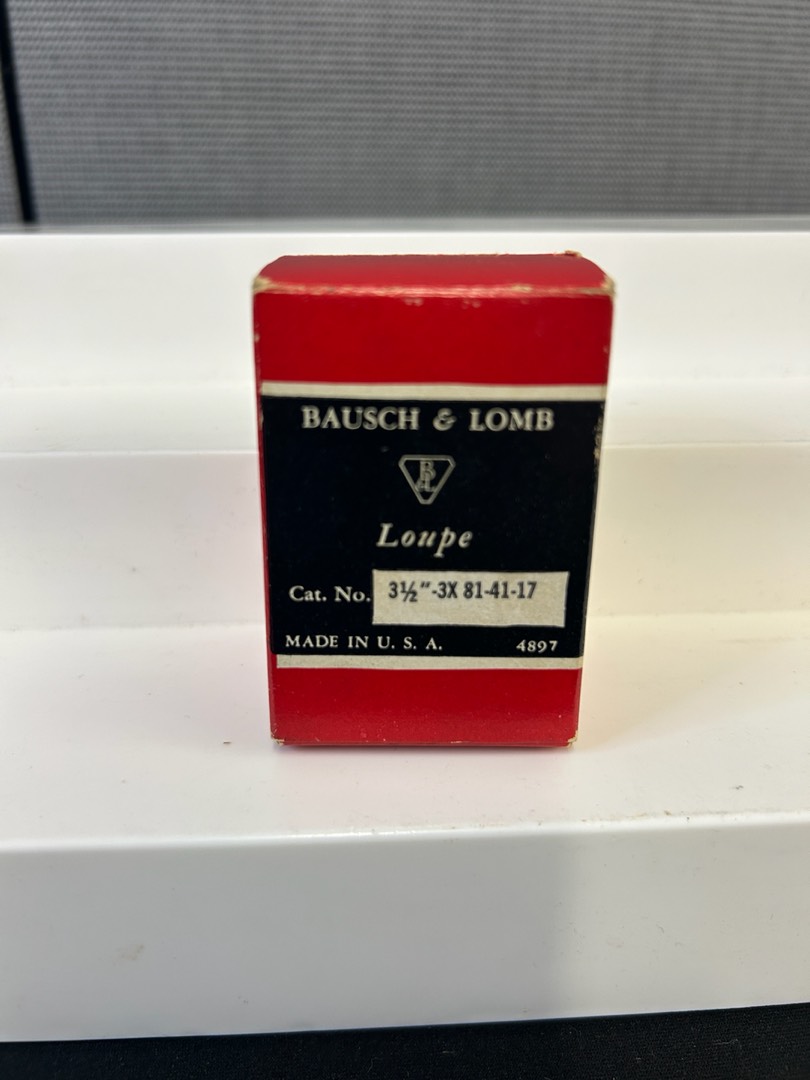 BAUSCH & LOMB
B&L
Loupe
Cat. No. 3½"-3X 81-41-17
MADE IN U. S. A. 4897